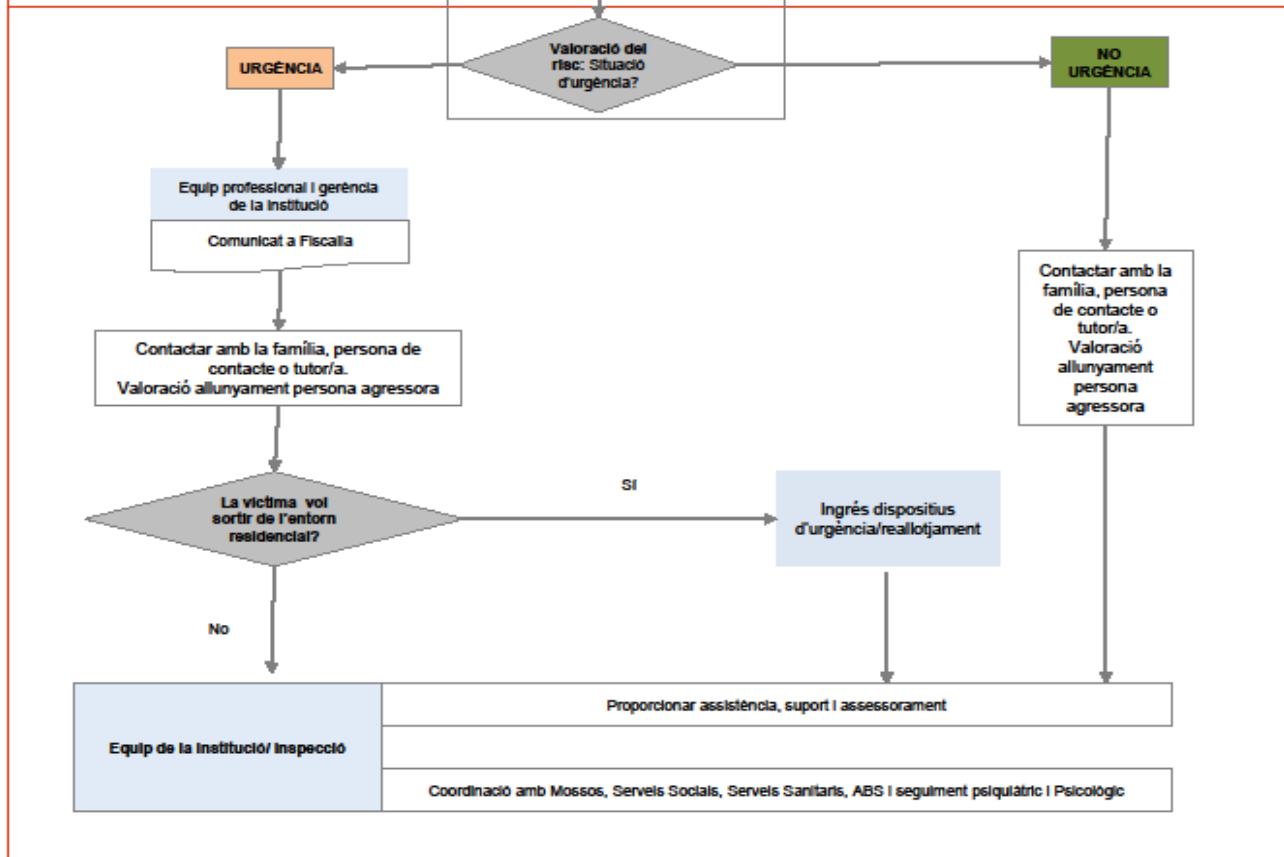 Valoració del
risc: Situació
d'urgència?
URGÈNCIA
NO
URGÈNCIA
Equip professional i gerència
de la Institució
Comunicat a Fiscalia
Contactar amb la família, persona de
contacte o tutor/a.
Valoració allunyament persona agressora
Contactar amb la
família, persona
de contacte o
tutor/a.
Valoració
allunyament
persona
agressora
La víctima vol
sortir de l'entorn
residencial?
Sí
Ingrés dispositius
d'urgència/reallotjament
No
Equip de la Institució/ Inspecció
Proporcionar assistència, suport i assessorament
Coordinació amb Mossos, Serveis Socials, Serveis Sanitaris, ABS i seguiment psiquiàtric i Psicològic